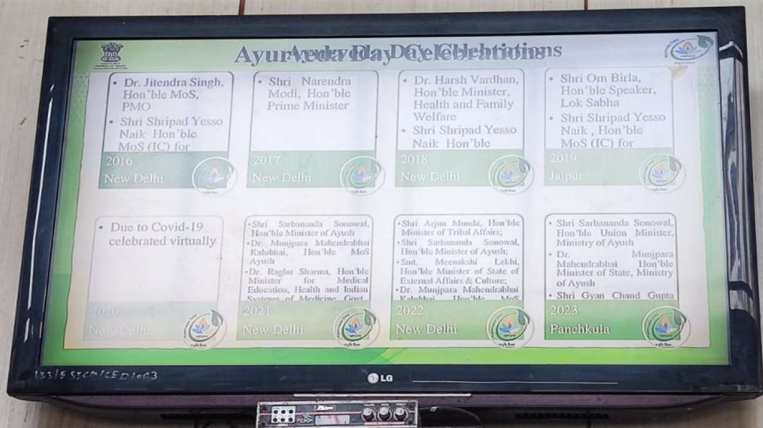 Ayurveda Day Celebrations
• Dr. Jitendra Singh,
Hon'ble MoS,
PMO
• Shri Shripad Yesso
Naik Hon'ble
MoS (IC) for
2016
New Delhi
• Shri Narendra
Modi, Hon'ble
Prime Minister
2017
New Delhi
• Dr. Harsh Vardhan,
Hon'ble Minister,
Health and Family
Welfare
• Shri Shripad Yesso
Naik Hon'ble
2018
New Delhi
• Shri Om Birla,
Hon'ble Speaker,
Lok Sabha
• Shri Shripad Yesso
Naik , Hon'ble
MoS (IC) for
2019
Jaipur
• Due to Covid-19
celebrated virtually
2020
New Delhi
•Shri Sarbananda Sonowal,
Hon'ble Minister of Ayush
•Dr. Munjpara Mahendrabhai
Kalubhai, Hon'ble MoS
Ayush
•Dr. Raghu Sharma, Hon'ble
Minister for Medical
Education, Health and Indian
Systems of Medicine, Govt.
2021
New Delhi
•Shri Arjun Munda, Hon'ble
Minister of Tribal Affairs;
•Shri Sarbananda Sonowal,
Hon'ble Minister of Ayush;
•Smt. Meenakshi Lekhi,
Hon'ble Minister of State of
External Affairs & Culture;
•Dr. Munjpara Mahendrabhai
Kalubhai Hon'ble MoS
2022
New Delhi
• Shri Sarbananda Sonowal,
Hon'ble Union Minister,
Ministry of Ayush
• Dr. Munjpara
Mahendrabhai Hon'ble
Minister of State, Ministry
of Ayush
• Shri Gyan Chand Gupta
2023
Panchkula
LG